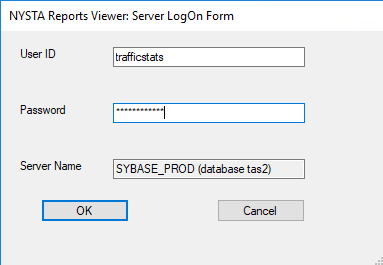 NYSTA Reports Viewer: Server LogOn Form
User ID
trafficstats
Password
************
Server Name
SYBASE_PROD (database tas2)
OK
Cancel